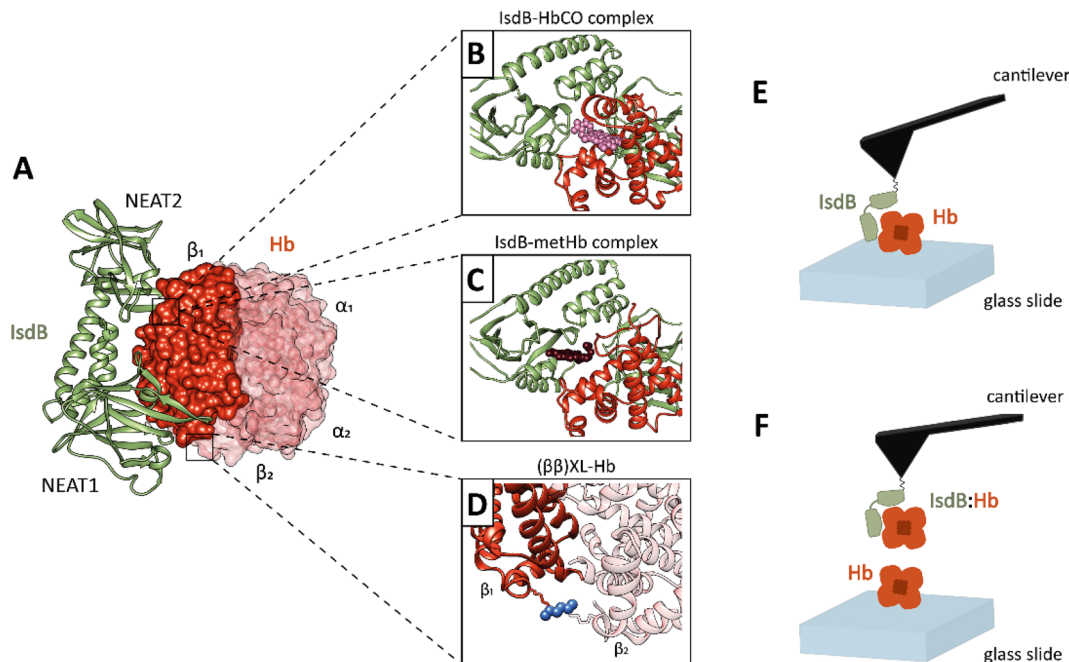 A
NEAT2
β₁
Hb
IsdB
α₁
α₂
NEAT1
β₂
IsdB-HbCO complex
B
IsdB-metHb complex
C
(ββ)XL-Hb
D
β₁
β₂
E
cantilever
IsdB
Hb
glass slide
F
cantilever
IsdB:Hb
Hb
glass slide